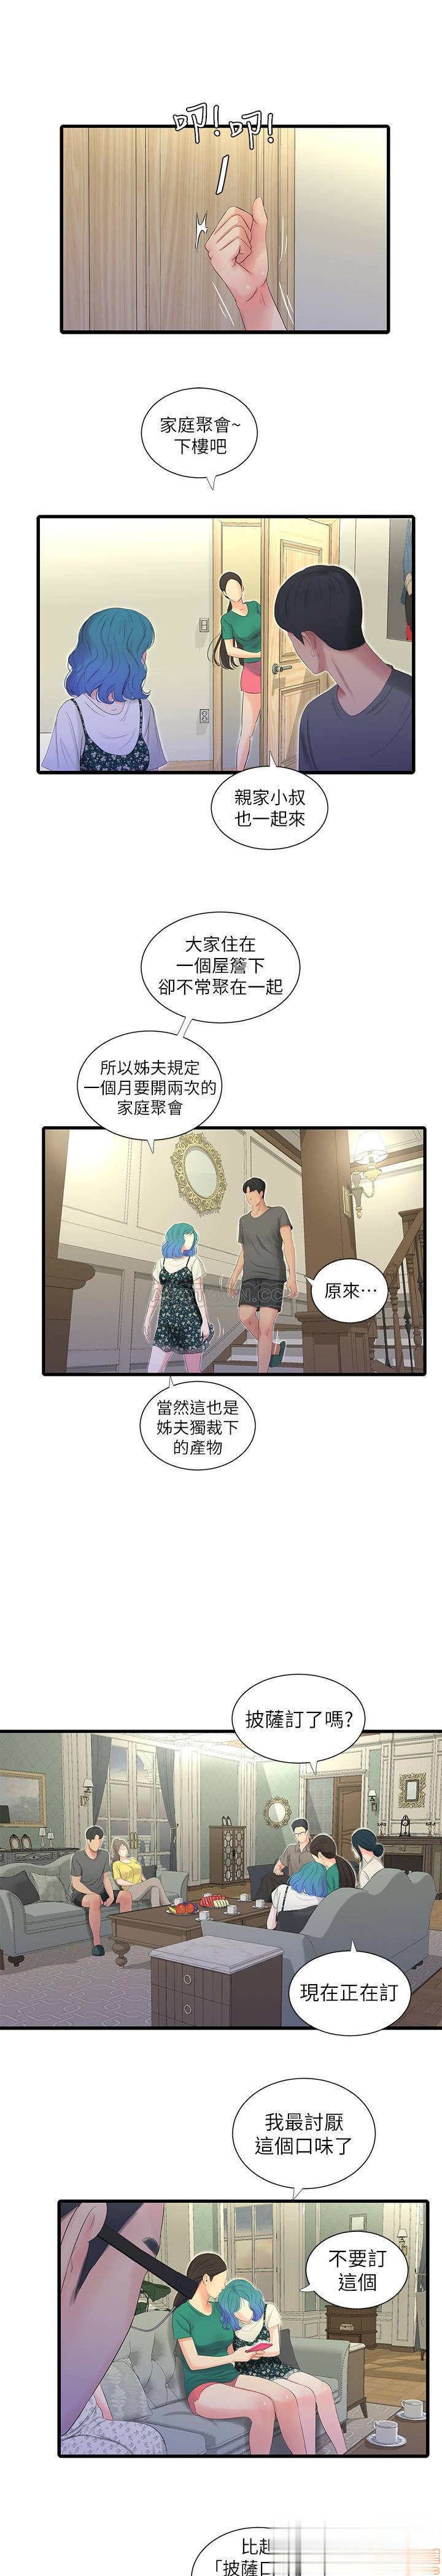 叩!叩!
家庭聚會~
下樓吧
親家小叔
也一起來
大家住在
一個屋簷下
卻不常聚在一起
所以姊夫規定
一個月要開兩次的
家庭聚會
原來…
當然這也是
姊夫獨裁下
的產物
披薩訂了嗎?
現在正在訂
我最討厭
這個口味了
不要訂
這個
比起
「披薩口